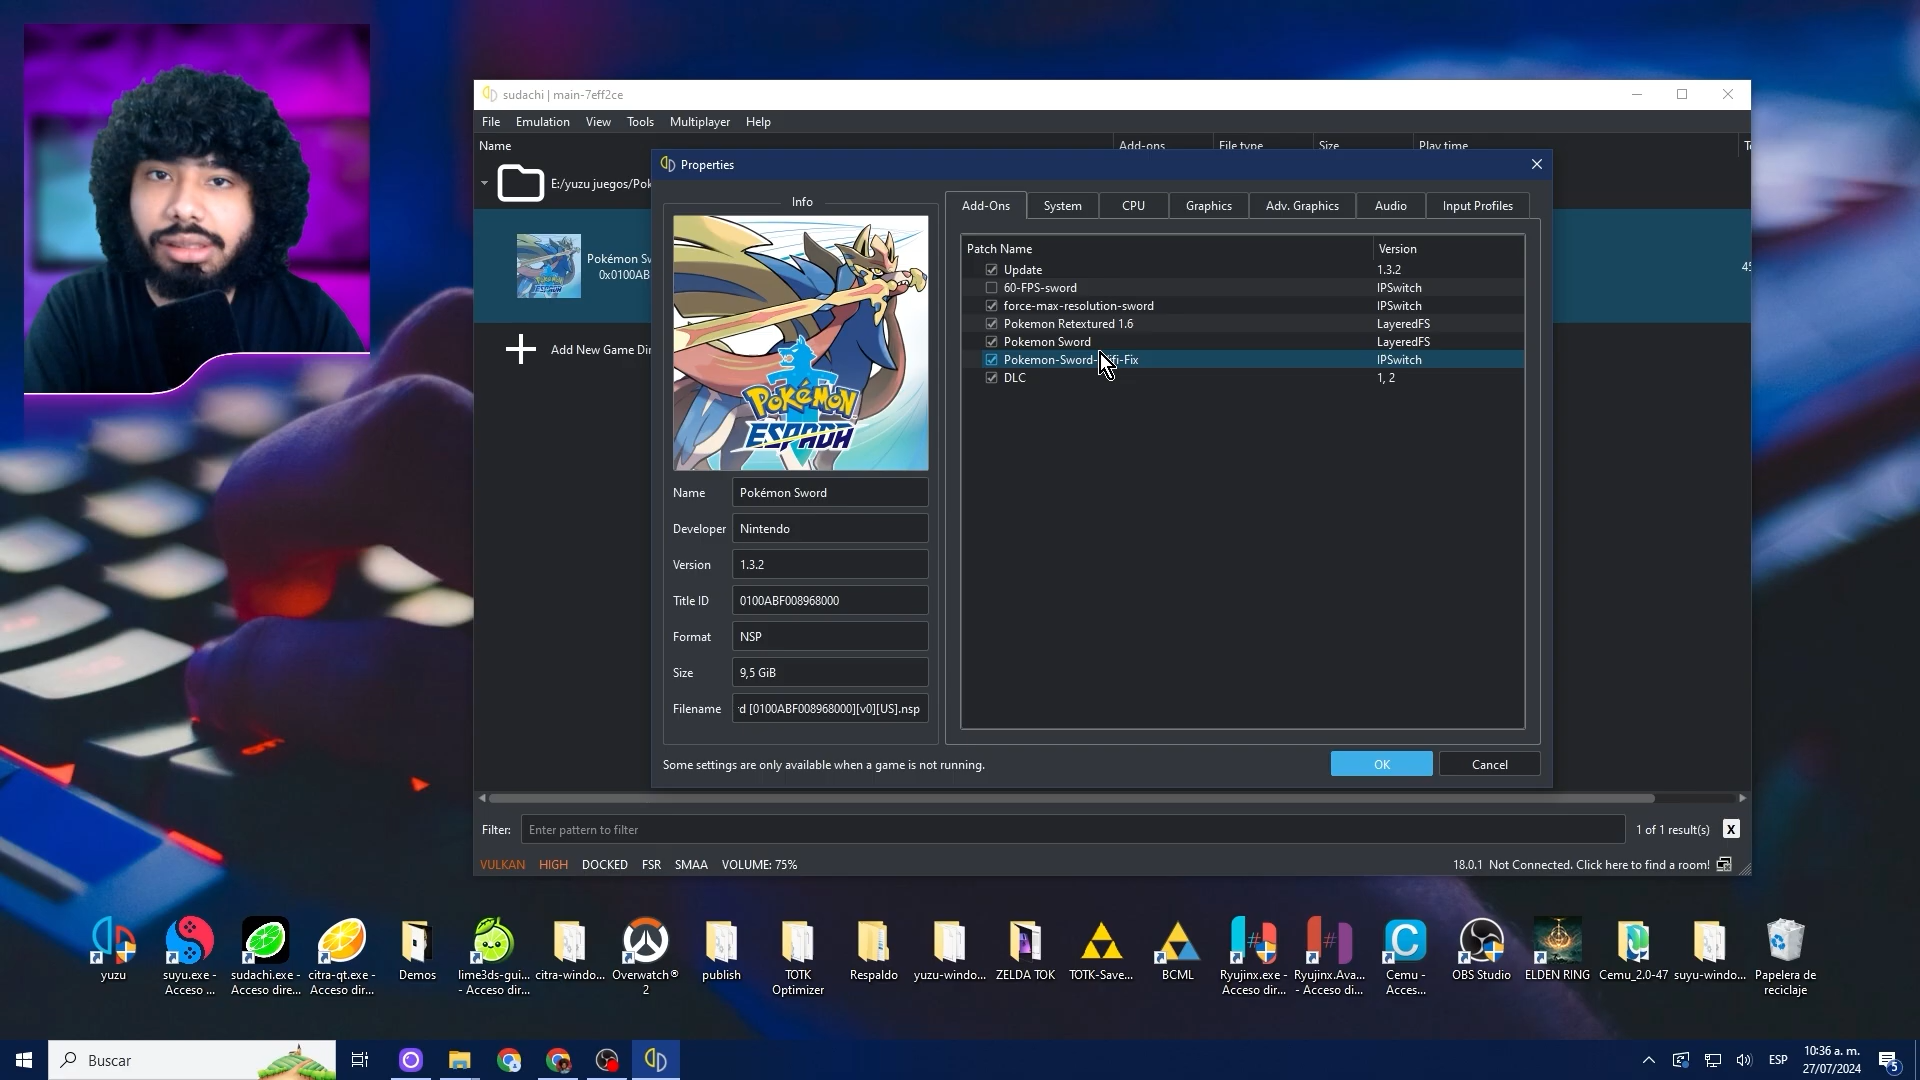 sudachi | main-7eff2ce
File Emulation View Tools Multiplayer Help
Name Add-ons File type Size Play time
E:/yuzu juegos/Pok
Pokémon Sw
0x0100AB
45
Add New Game Dir
Properties
Info
POKÉMON
ESPADA
Name Pokémon Sword
Developer Nintendo
Version 1.3.2
Title ID 0100ABF008968000
Format NSP
Size 9,5 GiB
Filename d [0100ABF008968000][v0][US].nsp
Add-Ons System CPU Graphics Adv. Graphics Audio Input Profiles
Patch Name Version
Update 1.3.2
60-FPS-sword IPSwitch
force-max-resolution-sword IPSwitch
Pokemon Retextured 1.6 LayeredFS
Pokemon Sword LayeredFS
Pokemon-Sword- fi-Fix IPSwitch
DLC 1, 2
Some settings are only available when a game is not running.
OK Cancel
Filter: Enter pattern to filter 1 of 1 result(s) X
VULKAN HIGH DOCKED FSR SMAA VOLUME: 75% 18.0.1 Not Connected. Click here to find a room!
yuzu
suyu.exe -
Acceso ...
sudachi.exe -
Acceso dire...
citra-qt.exe -
Acceso dir...
Demos
lime3ds-gui...
- Acceso dir...
citra-windo...
Overwatch®
2
publish
TOTK
Optimizer
Respaldo
yuzu-windo...
ZELDA TOK
TOTK-Save...
BCML
Ryujinx.exe -
Acceso dir...
Ryujinx.Ava...
- Acceso di...
Cemu -
Acces...
OBS Studio
ELDEN RING
Cemu_2.0-47
suyu-windo...
Papelera de
reciclaje
Buscar
ESP
10:36 a. m.
27/07/2024
5